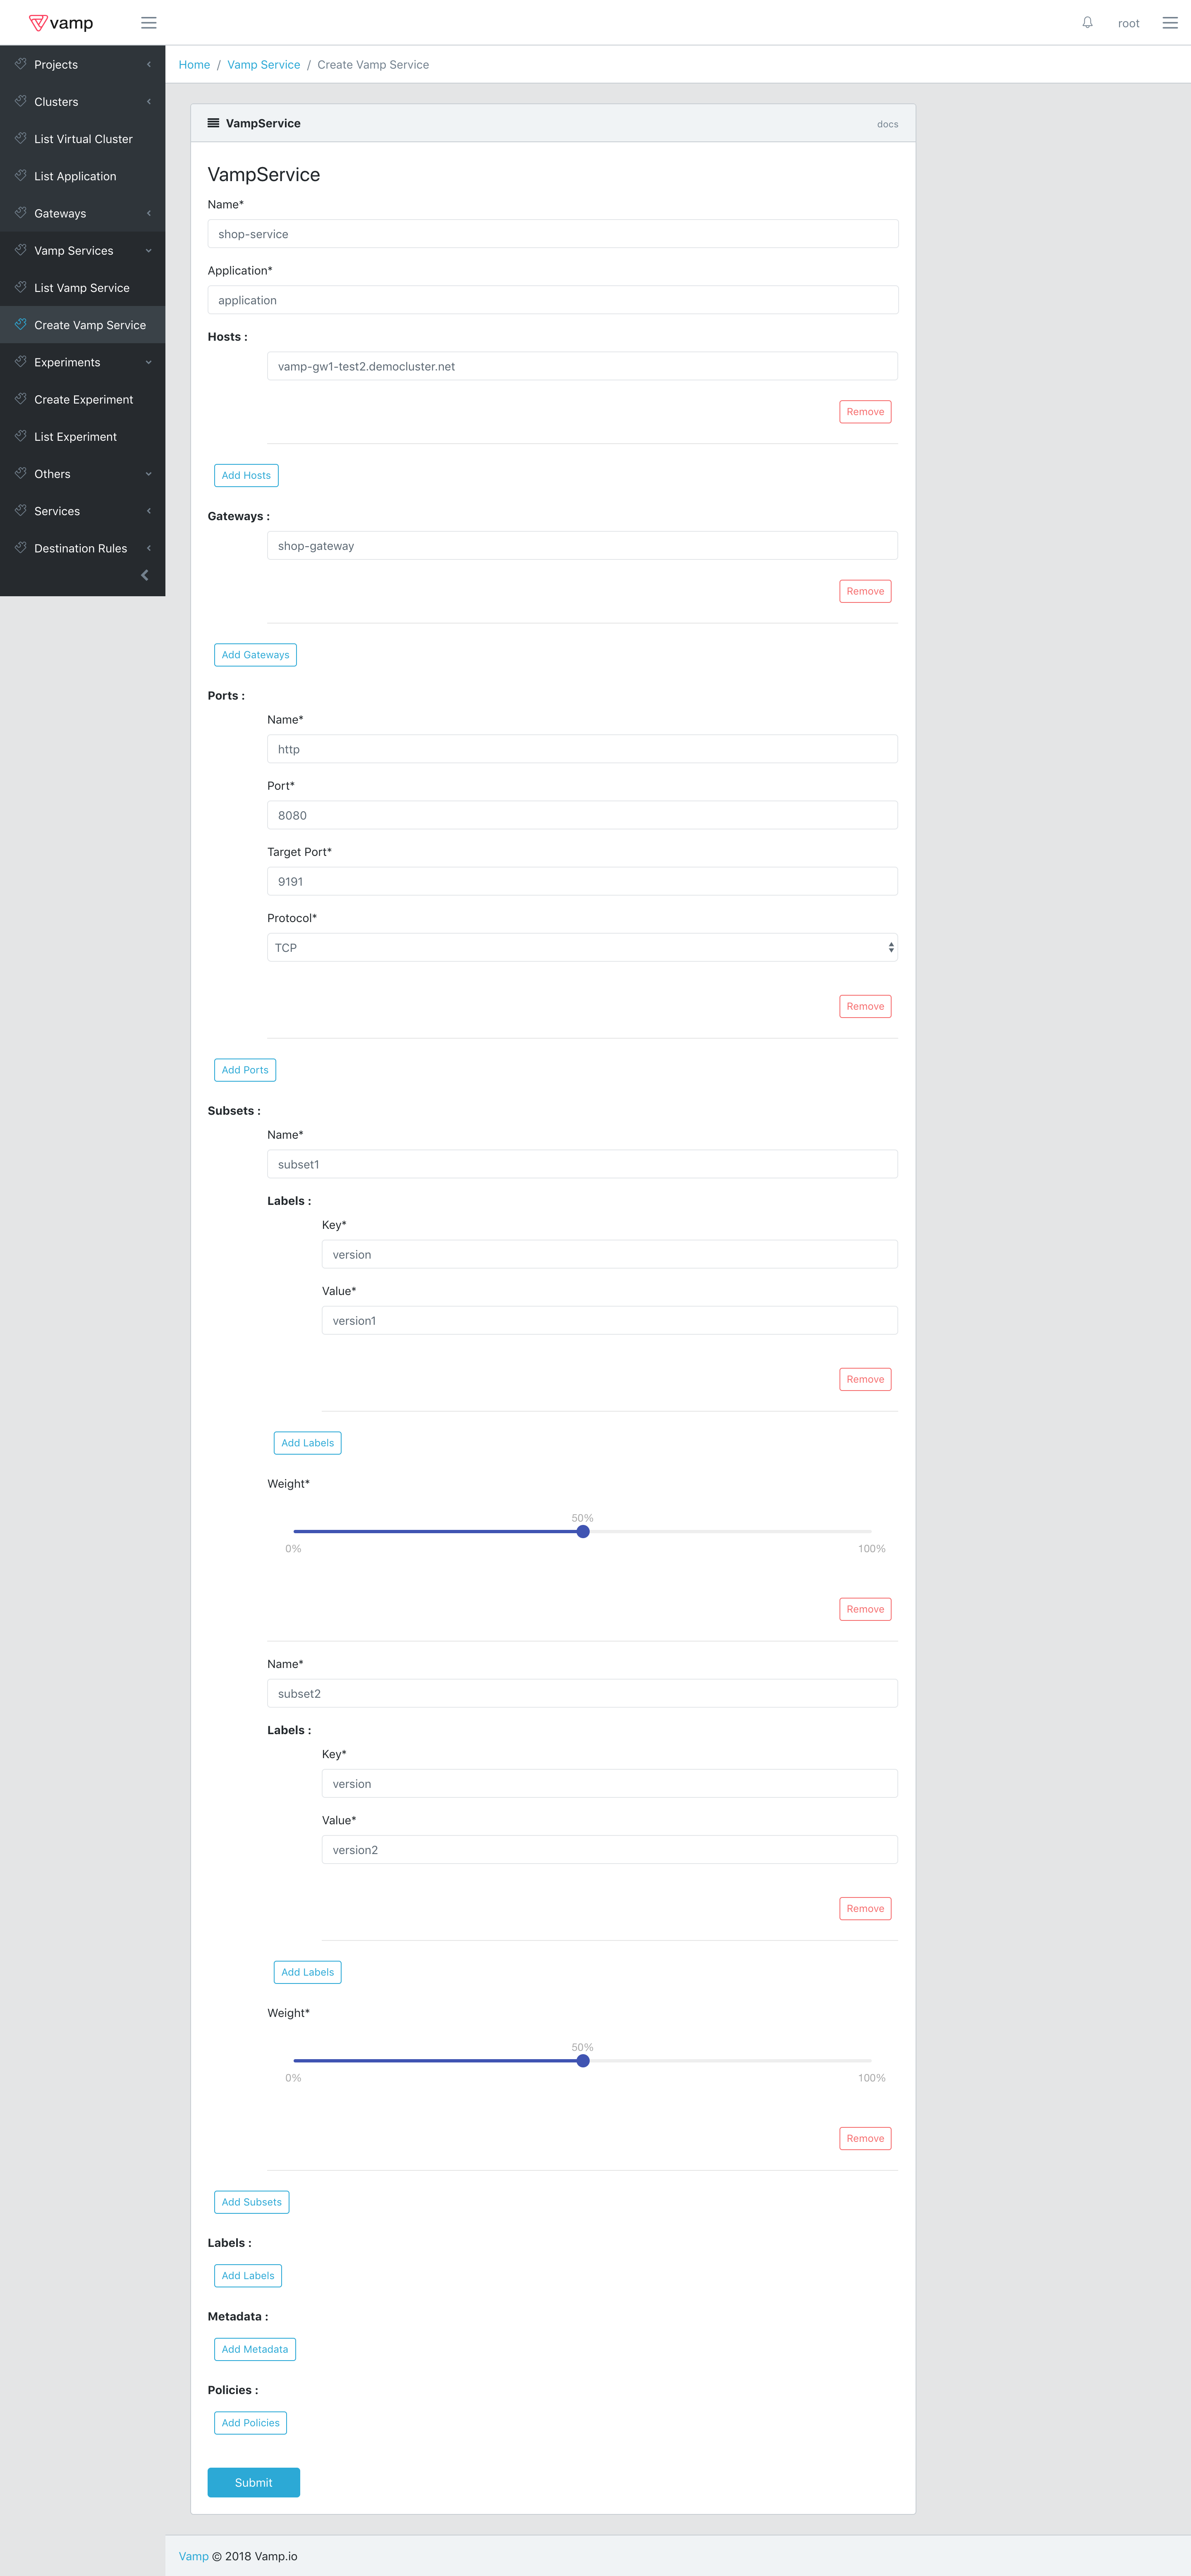 vamp
root
Projects
Clusters
List Virtual Cluster
List Application
Gateways
Vamp Services
List Vamp Service
Create Vamp Service
Experiments
Create Experiment
List Experiment
Others
Services
Destination Rules
Home / Vamp Service / Create Vamp Service
VampService
docs
VampService
Name*
shop-service
Application*
application
Hosts :
vamp-gw1-test2.democluster.net
Remove
Add Hosts
Gateways :
shop-gateway
Remove
Add Gateways
Ports :
Name*
http
Port*
8080
Target Port*
9191
Protocol*
TCP
Remove
Add Ports
Subsets :
Name*
subset1
Labels :
Key*
version
Value*
version1
Remove
Add Labels
Weight*
50%
0% 100%
Remove
Name*
subset2
Labels :
Key*
version
Value*
version2
Remove
Add Labels
Weight*
50%
0% 100%
Remove
Add Subsets
Labels :
Add Labels
Metadata :
Add Metadata
Policies :
Add Policies
Submit
Vamp © 2018 Vamp.io